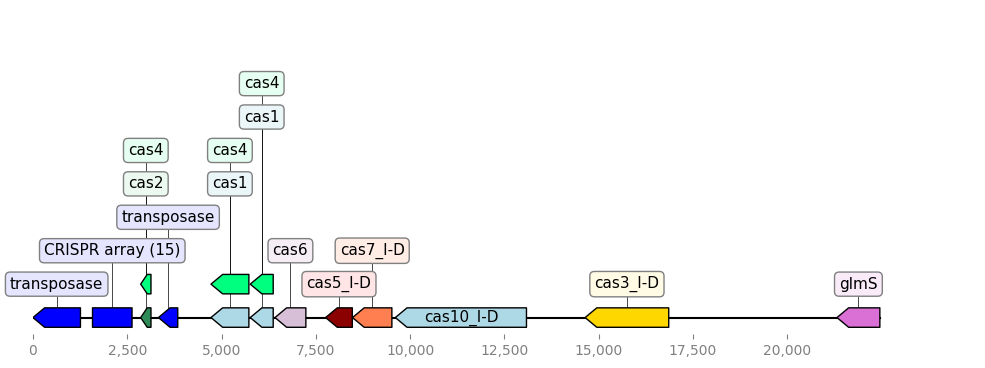 cas4
cas1
cas4
cas4
cas2
cas1
transposase
CRISPR array (15)
cas6
cas7_I-D
transposase
cas5_I-D
cas3_I-D
glmS
cas10_I-D
0
2,500
5,000
7,500
10,000
12,500
15,000
17,500
20,000